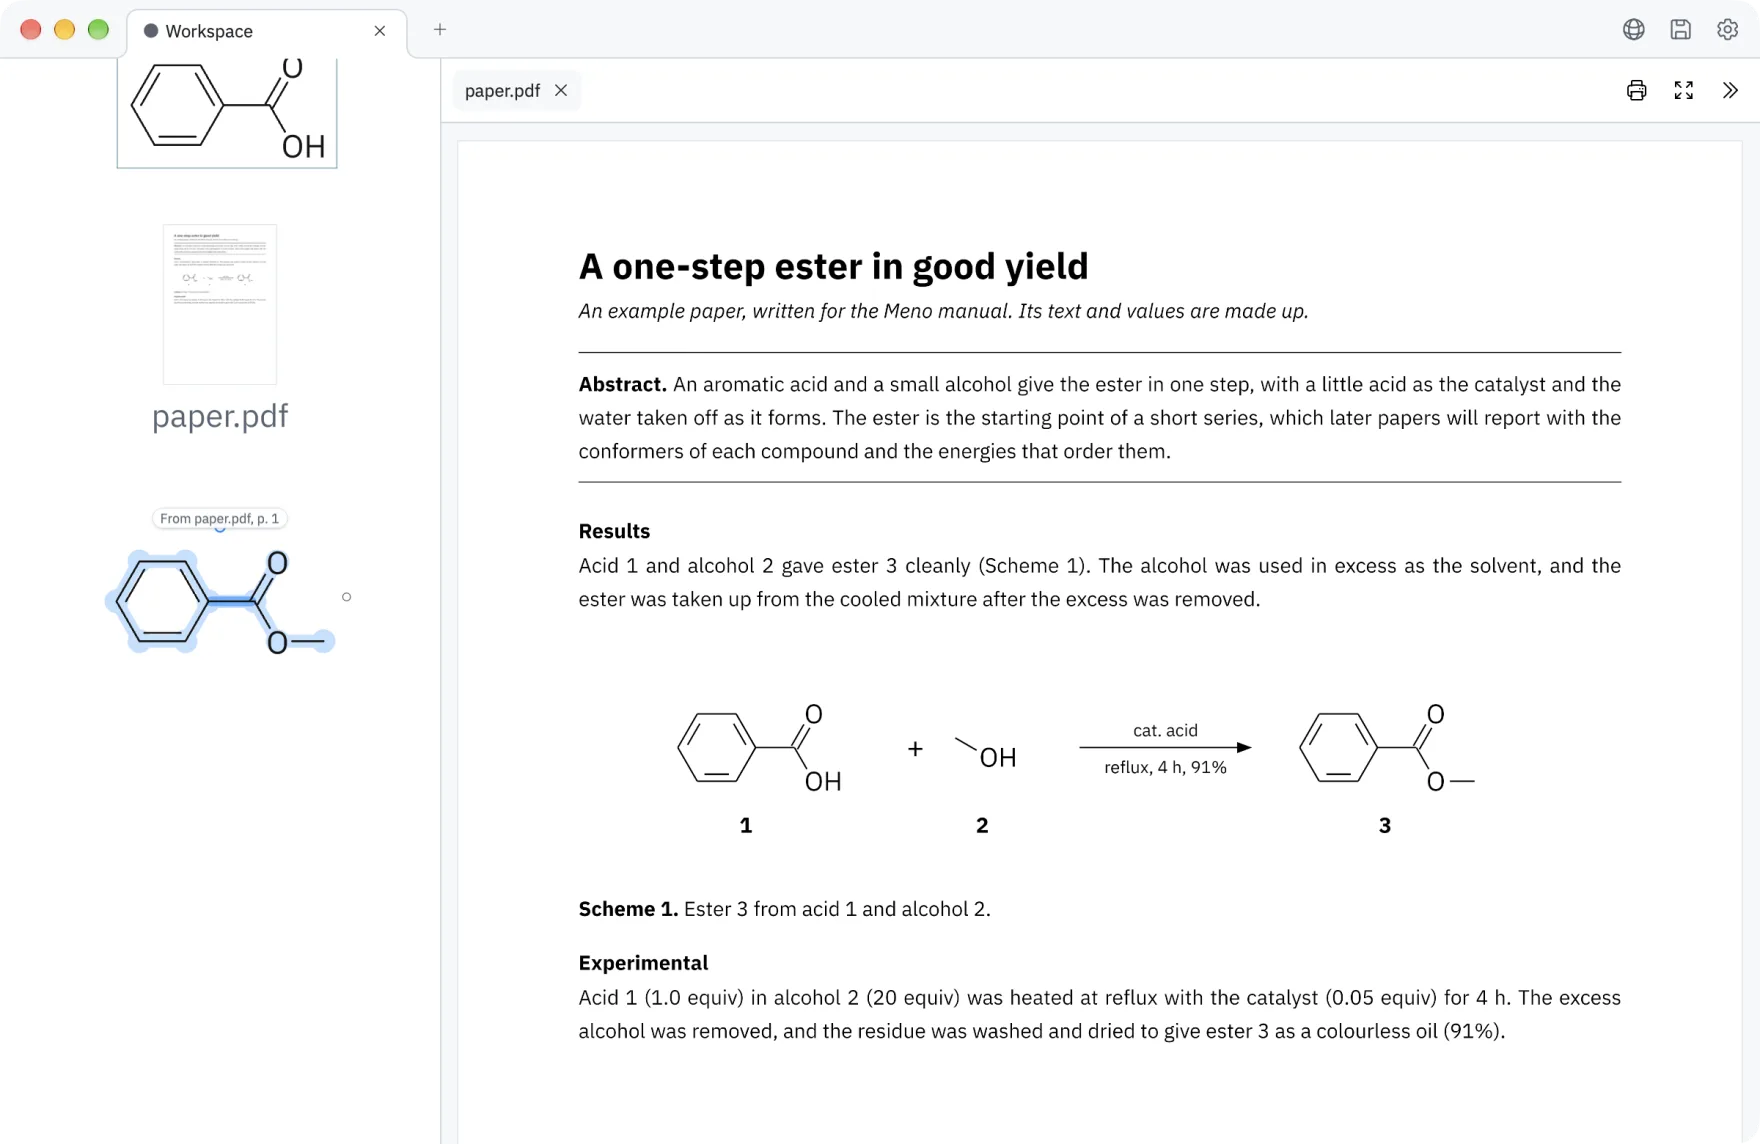 Workspace
paper.pdf
O
OH
paper.pdf
From paper.pdf, p. 1
O
O
A one-step ester in good yield
An example paper, written for the Meno manual. Its text and values are made up.
Abstract. An aromatic acid and a small alcohol give the ester in one step, with a little acid as the catalyst and the
water taken off as it forms. The ester is the starting point of a short series, which later papers will report with the
conformers of each compound and the energies that order them.
Results
Acid 1 and alcohol 2 gave ester 3 cleanly (Scheme 1). The alcohol was used in excess as the solvent, and the
ester was taken up from the cooled mixture after the excess was removed.
O
OH
1
+
OH
2
cat. acid
reflux, 4 h, 91%
O
O
3
Scheme 1. Ester 3 from acid 1 and alcohol 2.
Experimental
Acid 1 (1.0 equiv) in alcohol 2 (20 equiv) was heated at reflux with the catalyst (0.05 equiv) for 4 h. The excess
alcohol was removed, and the residue was washed and dried to give ester 3 as a colourless oil (91%).